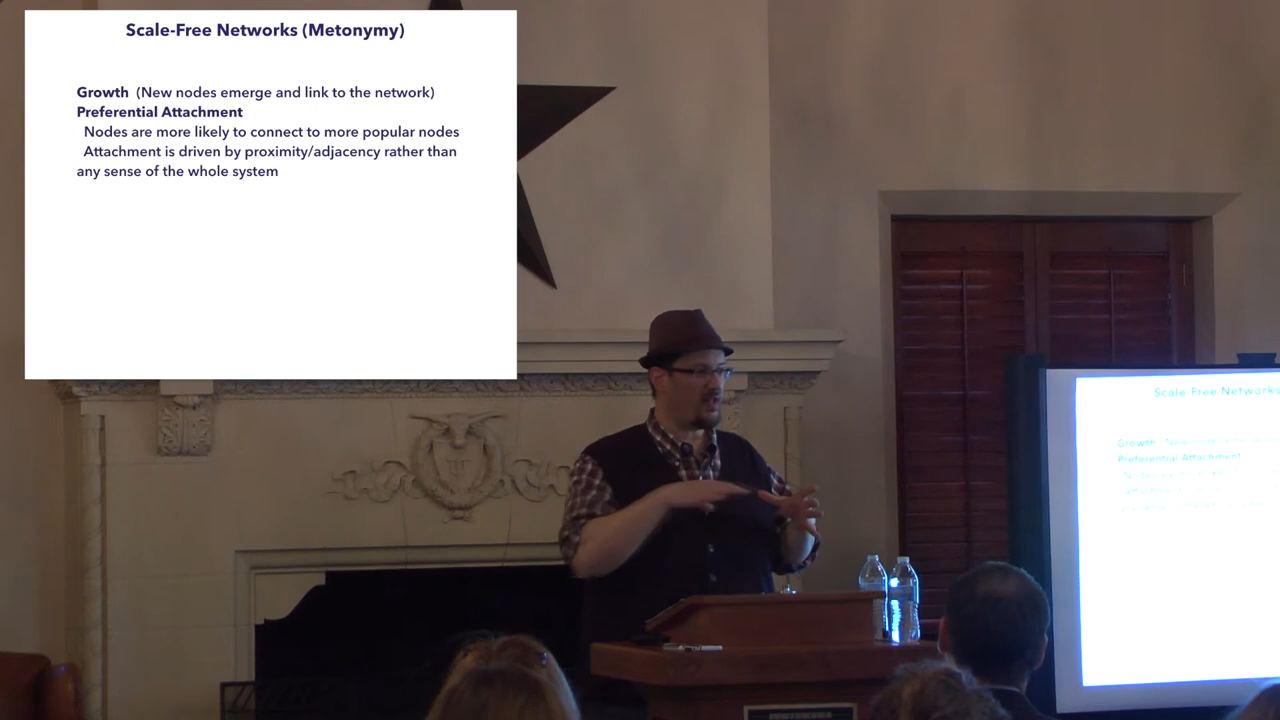 Scale-Free Networks (Metonymy)
Growth (New nodes emerge and link to the network)
Preferential Attachment
Nodes are more likely to connect to more popular nodes
Attachment is driven by proximity/adjacency rather than
any sense of the whole system
Scale-Free Networks
Growth
Preferential Attachment